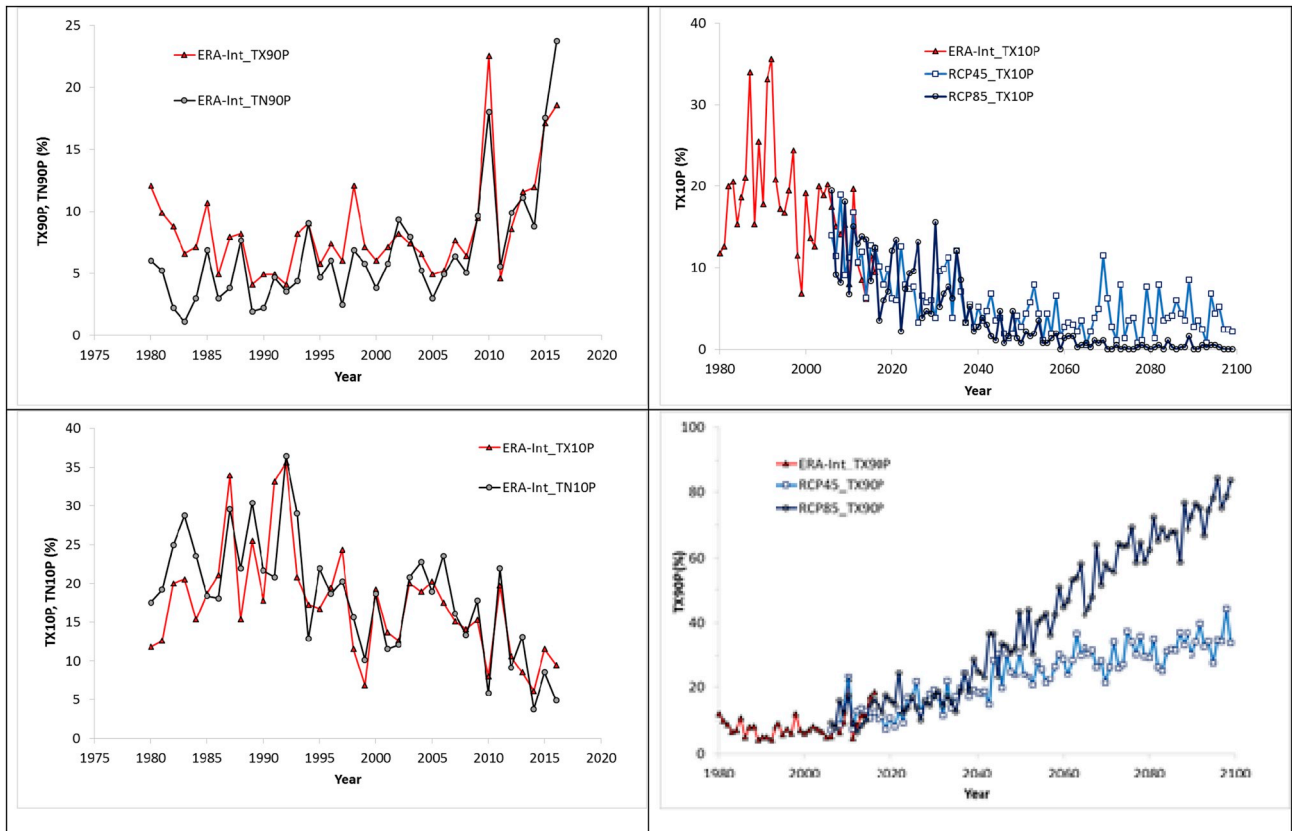 25
20
15
10
5
0
TX90P, TN90P (%)
ERA-Int_TX90P
ERA-Int_TN90P
1975 1980 1985 1990 1995 2000 2005 2010 2015 2020
Year
40
30
20
10
0
TX10P (%)
ERA-Int_TX10P
RCP45_TX10P
RCP85_TX10P
1980 2000 2020 2040 2060 2080 2100
Year
40
35
30
25
20
15
10
5
0
TX10P, TN10P (%)
ERA-Int_TX10P
ERA-Int_TN10P
1975 1980 1985 1990 1995 2000 2005 2010 2015 2020
Year
100
80
60
40
20
0
TX90P (%)
ERA-Int_TX90P
RCP45_TX90P
RCP85_TX90P
1980 2000 2020 2040 2060 2080 2100
Year